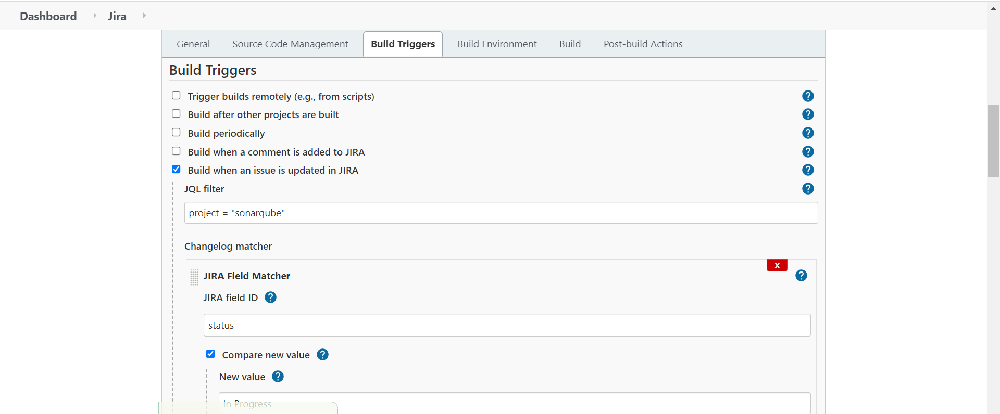 Dashboard Jira
General Source Code Management Build Triggers Build Environment Build Post-build Actions
Build Triggers
Trigger builds remotely (e.g., from scripts) ?
Build after other projects are built ?
Build periodically ?
Build when a comment is added to JIRA ?
Build when an issue is updated in JIRA ?
JQL filter ?
project = "sonarqube"
Changelog matcher
X
JIRA Field Matcher ?
JIRA field ID ?
status
Compare new value ?
New value ?
In Progress